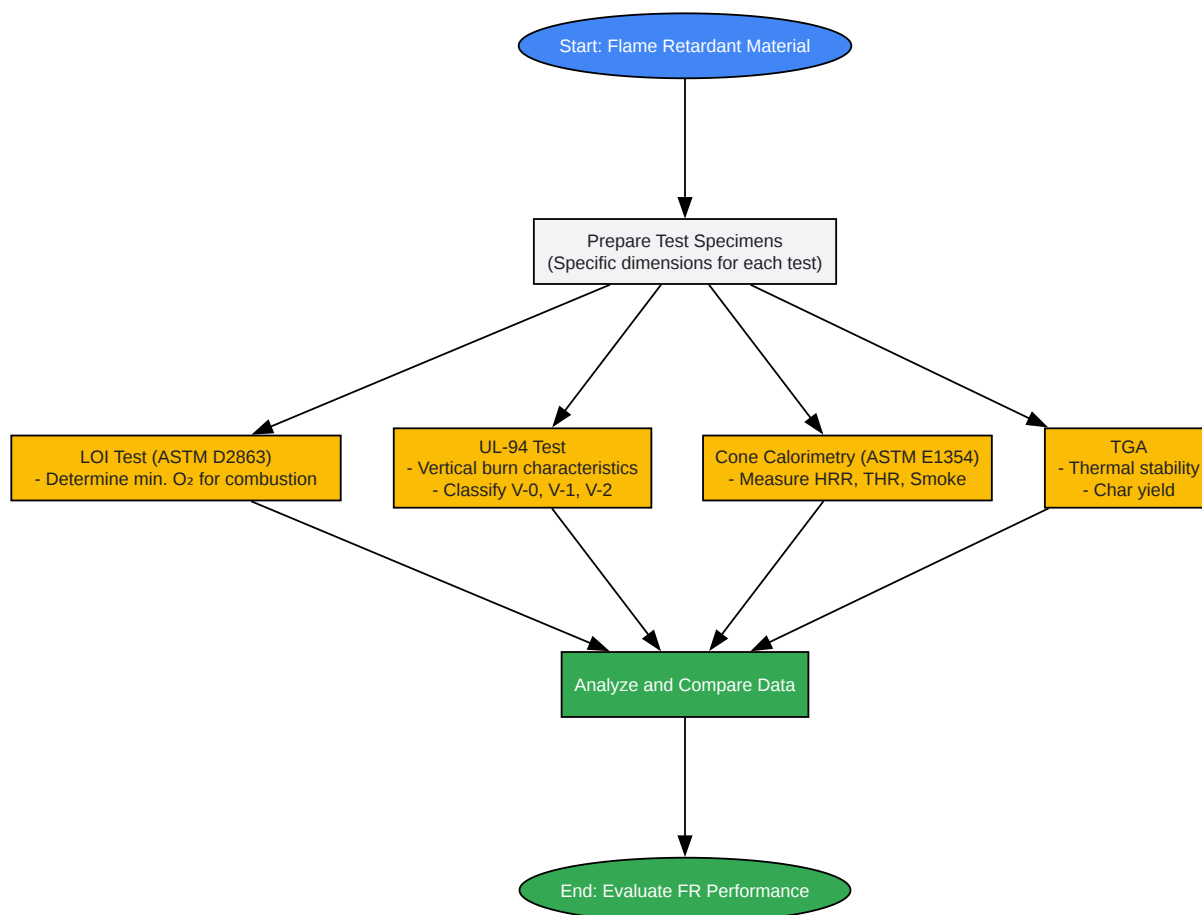 Start: Flame Retardant Material
Prepare Test Specimens
(Specific dimensions for each test)
LOI Test (ASTM D2863)
- Determine min. O₂ for combustion
UL-94 Test
- Vertical burn characteristics
- Classify V-0, V-1, V-2
Cone Calorimetry (ASTM E1354)
- Measure HRR, THR, Smoke
TGA
- Thermal stability
- Char yield
Analyze and Compare Data
End: Evaluate FR Performance